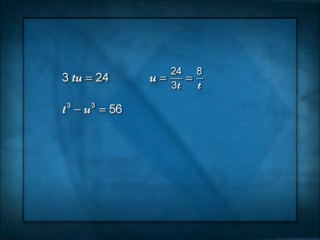 3 tu = 24    u = 24/3t = 8/t
t³ − u³ = 56